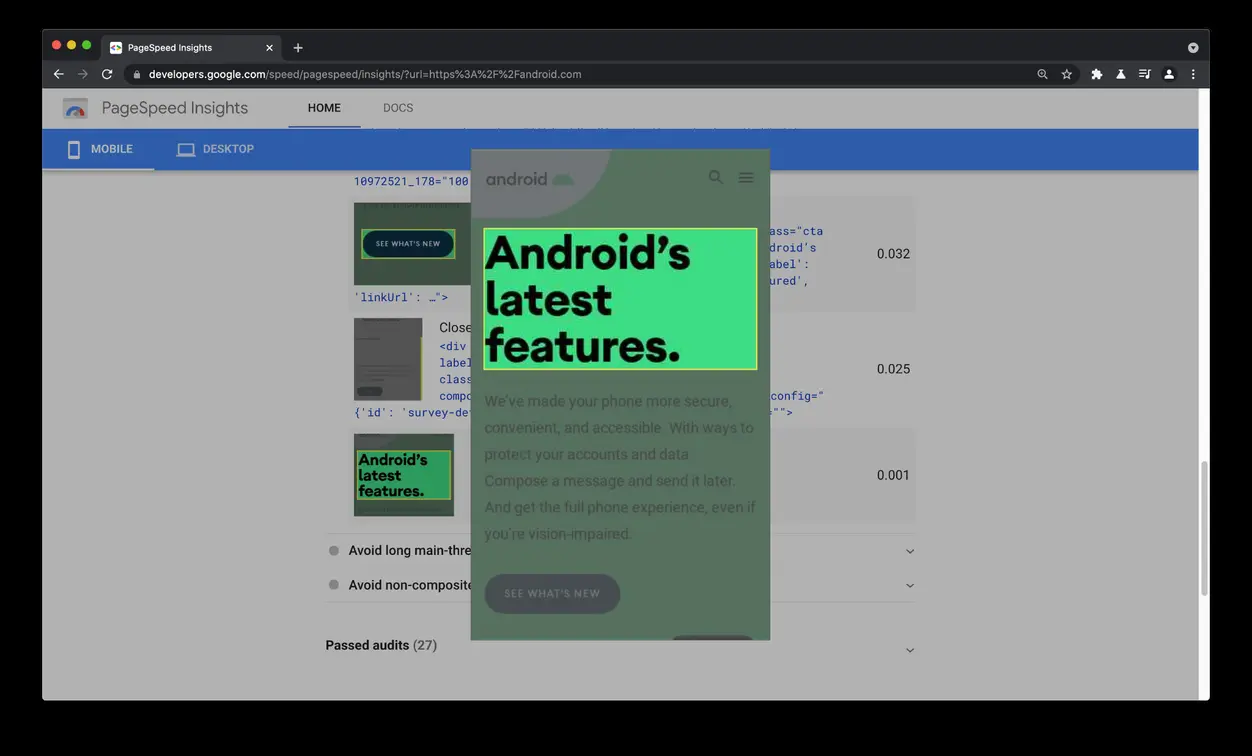 PageSpeed Insights
developers.google.com/speed/pagespeed/insights/?url=https%3A%2F%2Fandroid.com
PageSpeed Insights
HOME
DOCS
MOBILE
DESKTOP
10972521_178="100
SEE WHAT'S NEW
ass="cta
droid's
abel':
ured',
'linkUrl': …">
0.032
Close
<div
label
class
compo
config="
{'id': 'survey-de
="">
0.025
Android's
latest
features.
0.001
android
Android's
latest
features.
We've made your phone more secure,
convenient, and accessible. With ways to
protect your accounts and data.
Compose a message and send it later.
And get the full phone experience, even if
you're vision-impaired.
SEE WHAT'S NEW
Avoid long main-thre
Avoid non-composite
Passed audits (27)